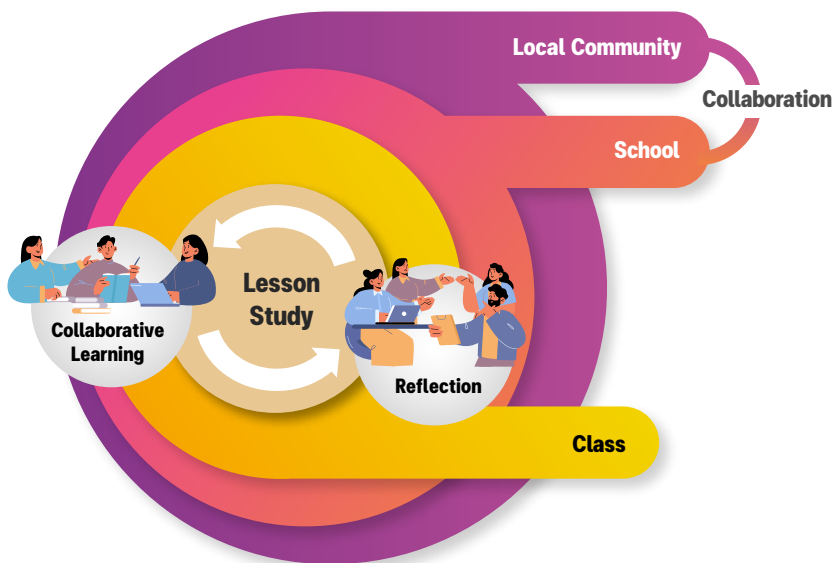 Local Community
Collaboration
School
Lesson
Study
Collaborative
Learning
Reflection
Class